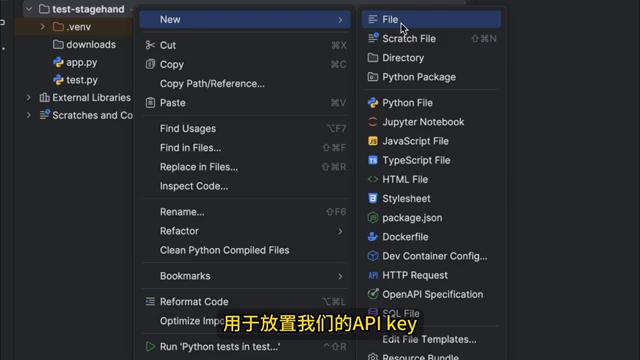 test-stagehand
.venv
downloads
app.py
test.py
External Libraries
Scratches and Co
New
Cut ⌘X
Copy ⌘C
Copy Path/Reference...
Paste ⌘V
Find Usages ⌥F7
Find in Files... ⇧⌘F
Replace in Files... ⇧⌘R
Inspect Code...
Rename... ⇧F6
Refactor
Clean Python Compiled Files
Bookmarks
Reformat Code ⌥⌘L
Optimize Impo
Run 'Python tests in test...' ^⇧R
File
Scratch File ⇧⌘N
Directory
Python Package
Python File
Jupyter Notebook
JavaScript File
TypeScript File
HTML File
Stylesheet
package.json
Dockerfile
Dev Container Config...
HTTP Request
OpenAPI Specification
SQL File
Edit File Templates...
Resource Bundle
用于放置我们的API key